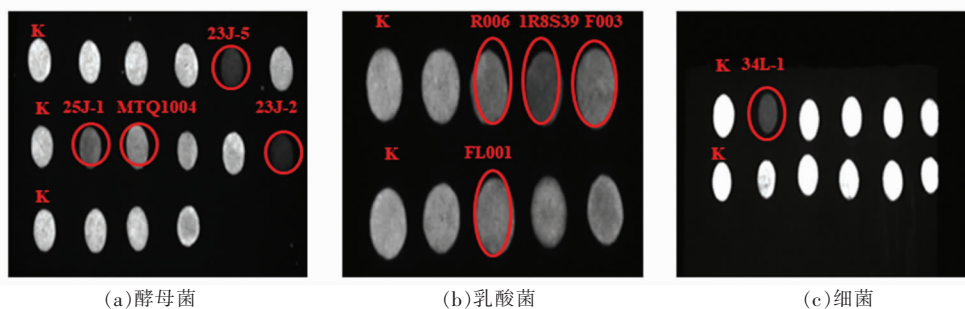 K 23J-5
K 25J-1 MTQ1004 23J-2
K
(a)酵母菌
K R006 1R8S39 F003
K FL001
(b)乳酸菌
K 34L-1
K
(c)细菌